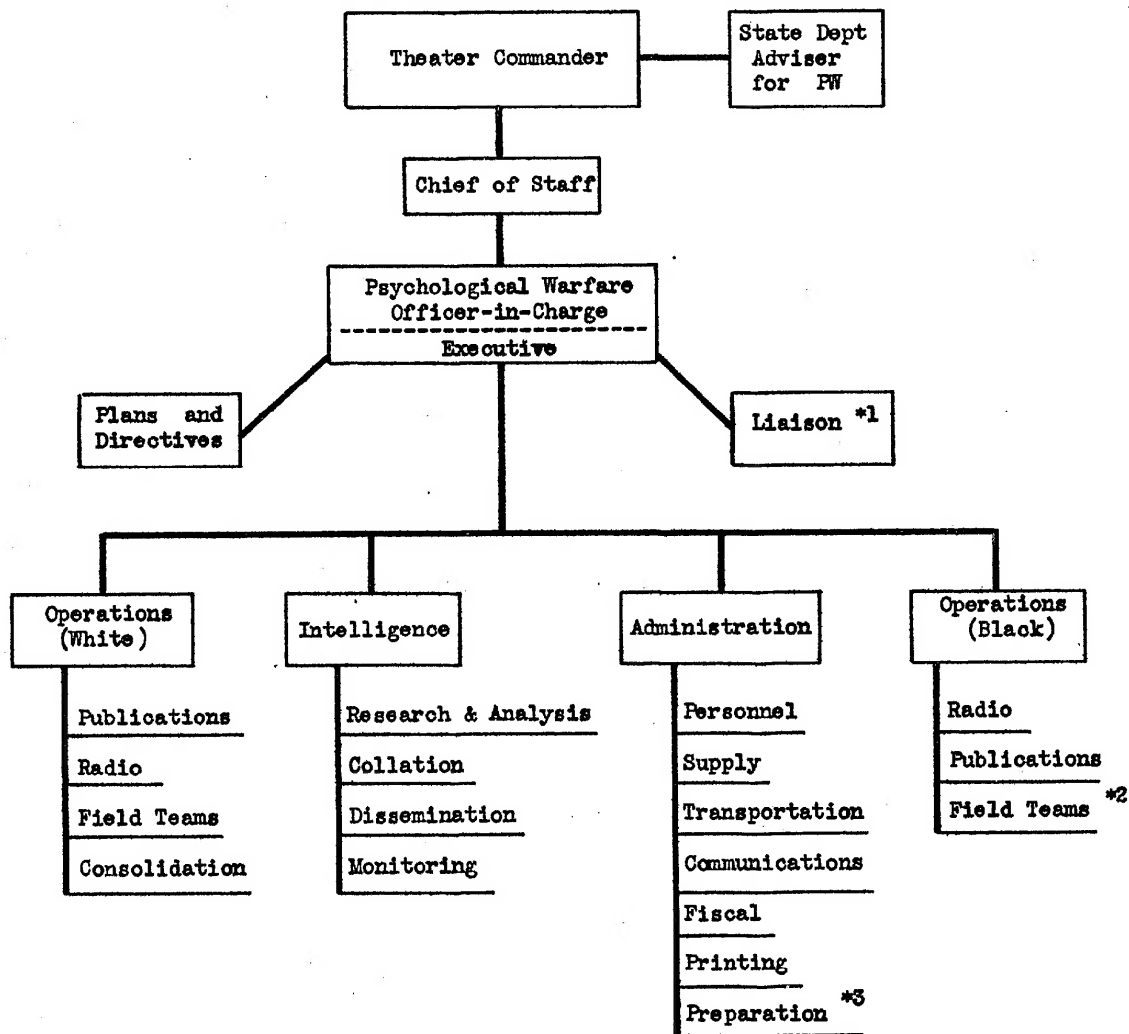 Theater Commander
State Dept
Adviser
for PW
Chief of Staff
Psychological Warfare
Officer-in-Charge
Executive
Plans and
Directives
Liaison *1
Operations
(White)
Publications
Radio
Field Teams
Consolidation
Intelligence
Research & Analysis
Collation
Dissemination
Monitoring
Administration
Personnel
Supply
Transportation
Communications
Fiscal
Printing
Preparation *3
Operations
(Black)
Radio
Publications
Field Teams *2